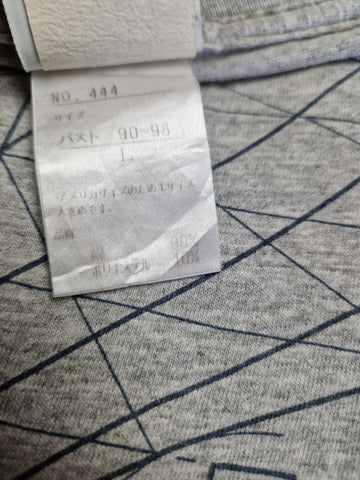 NO. 444
サイズ
バスト 90-98
L
アメリカサイズのため1サイズ
大きめです。
品質
綿 90%
ポリエステル 10%